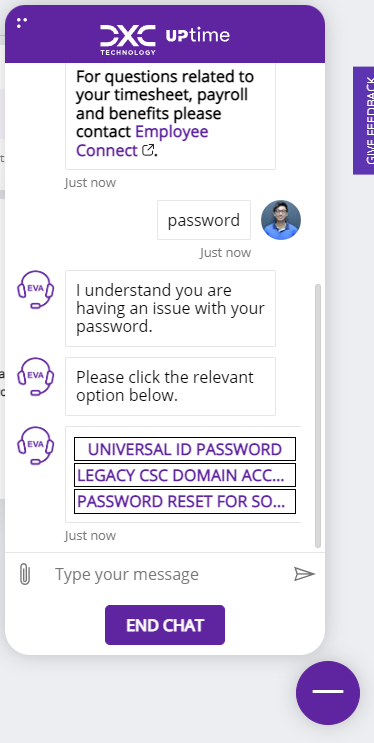 DXC
TECHNOLOGY
UPtime
For questions related to
your timesheet, payroll
and benefits please
contact Employee
Connect .
Just now
password
Just now
EVA
I understand you are
having an issue with your
password.
EVA
Please click the relevant
option below.
EVA
UNIVERSAL ID PASSWORD
LEGACY CSC DOMAIN ACC...
PASSWORD RESET FOR SO...
Just now
Type your message
END CHAT
GIVE FEEDBACK